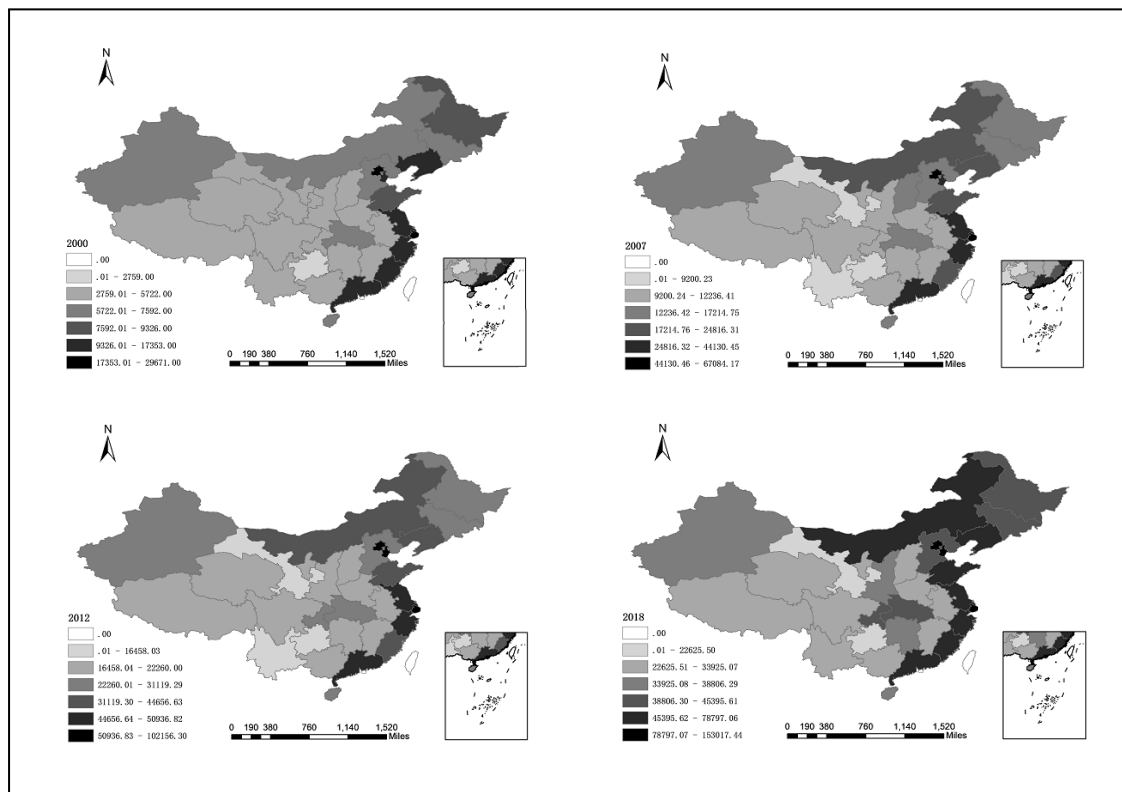 N
2000
.00
.01 - 2759.00
2759.01 - 5722.00
5722.01 - 7592.00
7592.01 - 9326.00
9326.01 - 17353.00
17353.01 - 29671.00
0 190 380 760 1,140 1,520
Miles
N
2007
.00
.01 - 9200.23
9200.24 - 12236.41
12236.42 - 17214.75
17214.76 - 24816.31
24816.32 - 44130.45
44130.46 - 67084.17
0 190 380 760 1,140 1,520
Miles
N
2012
.00
.01 - 16458.03
16458.04 - 22260.00
22260.01 - 31119.29
31119.30 - 44656.63
44656.64 - 50936.82
50936.83 - 102156.30
0 190 380 760 1,140 1,520
Miles
N
2018
.00
.01 - 22625.50
22625.51 - 33925.07
33925.08 - 38806.29
38806.30 - 45395.61
45395.62 - 78797.06
78797.07 - 153017.44
0 190 380 760 1,140 1,520
Miles